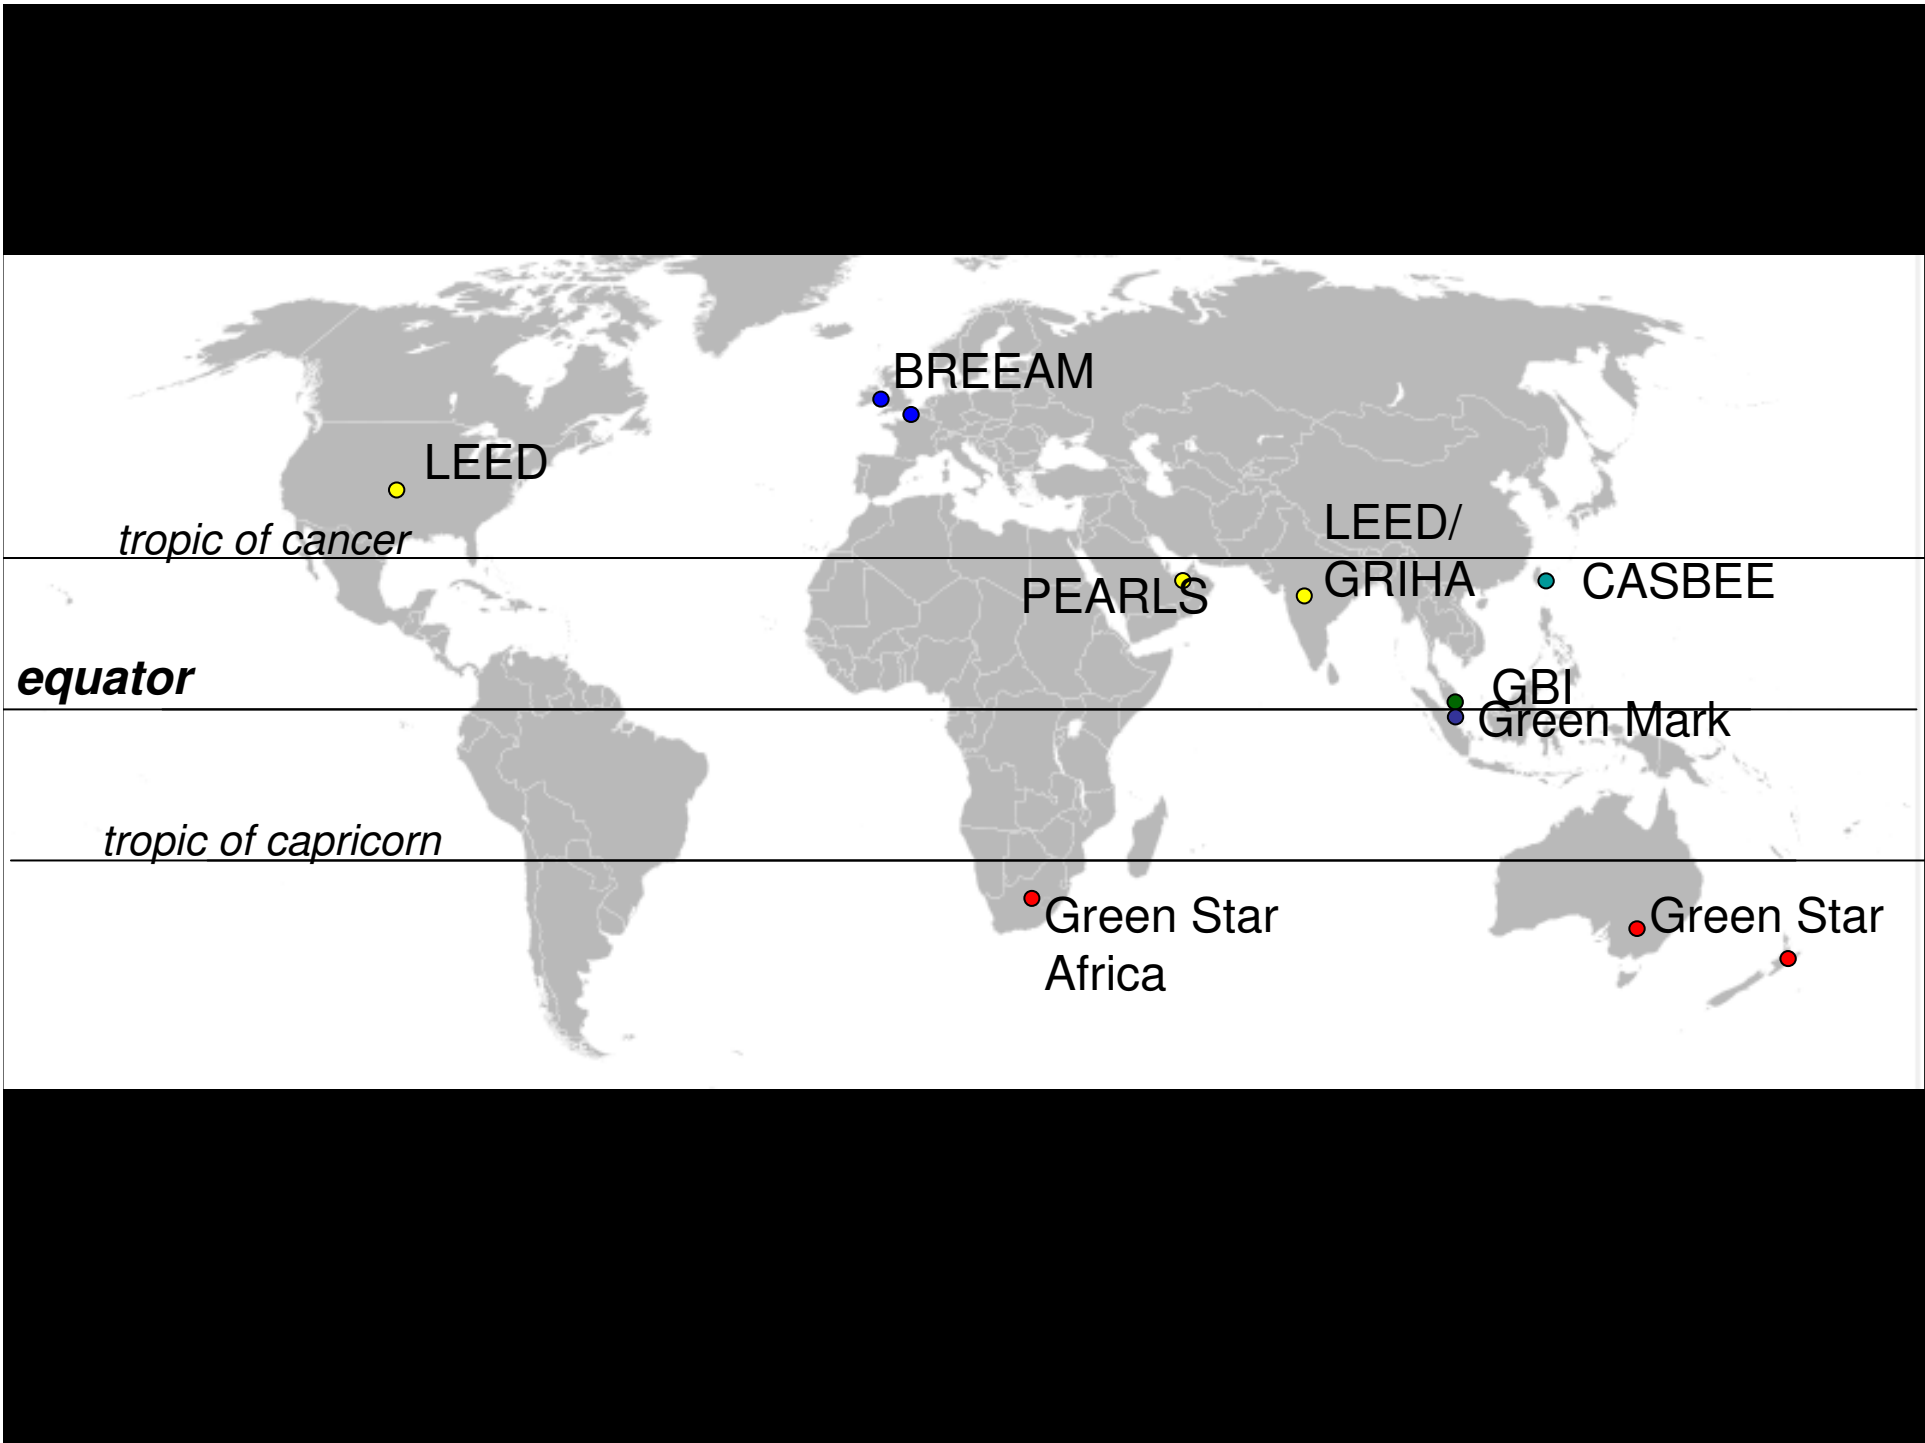 BREEAM
LEED
LEED/
GRIHA
tropic of cancer
PEARLS
CASBEE
equator
GBI
Green Mark
tropic of capricorn
Green Star
Africa
Green Star